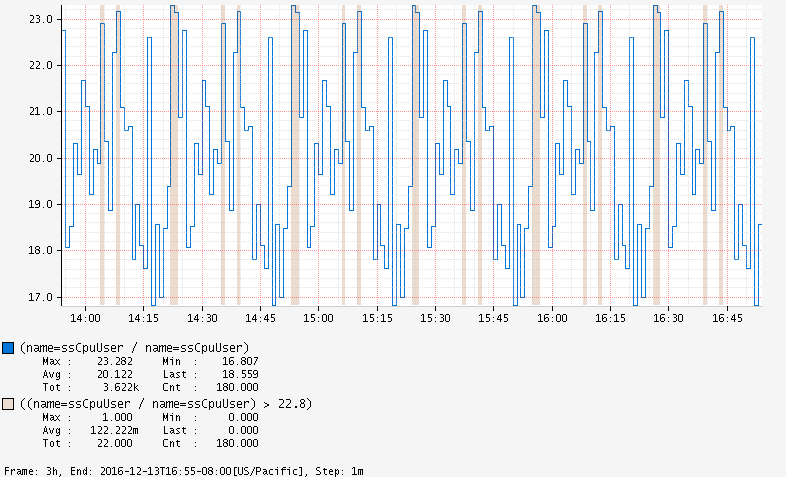 23.0
22.0
21.0
20.0
19.0
18.0
17.0
14:00 14:15 14:30 14:45 15:00 15:15 15:30 15:45 16:00 16:15 16:30 16:45
(name=ssCpuUser / name=ssCpuUser)
Max : 23.282 Min : 16.807
Avg : 20.122 Last : 18.559
Tot : 3.622k Cnt : 180.000
((name=ssCpuUser / name=ssCpuUser) > 22.8)
Max : 1.000 Min : 0.000
Avg : 122.222m Last : 0.000
Tot : 22.000 Cnt : 180.000
Frame: 3h, End: 2016-12-13T16:55-08:00[US/Pacific], Step: 1m